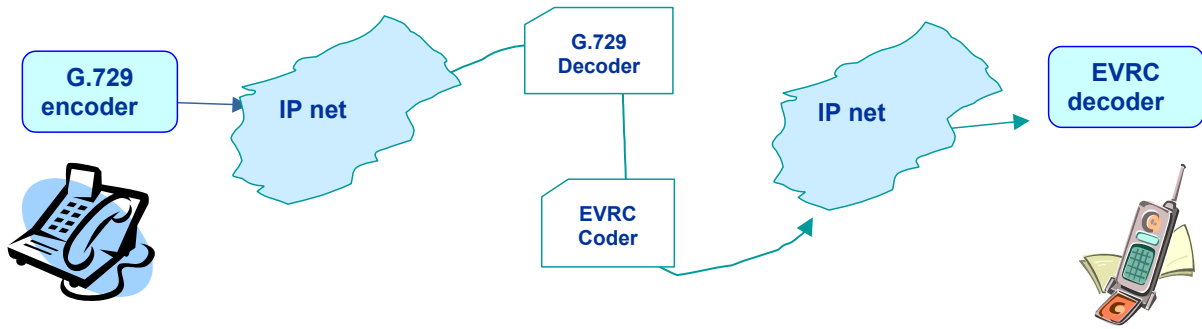 G.729
encoder
IP net
G.729
Decoder
EVRC
Coder
IP net
EVRC
decoder
C
C